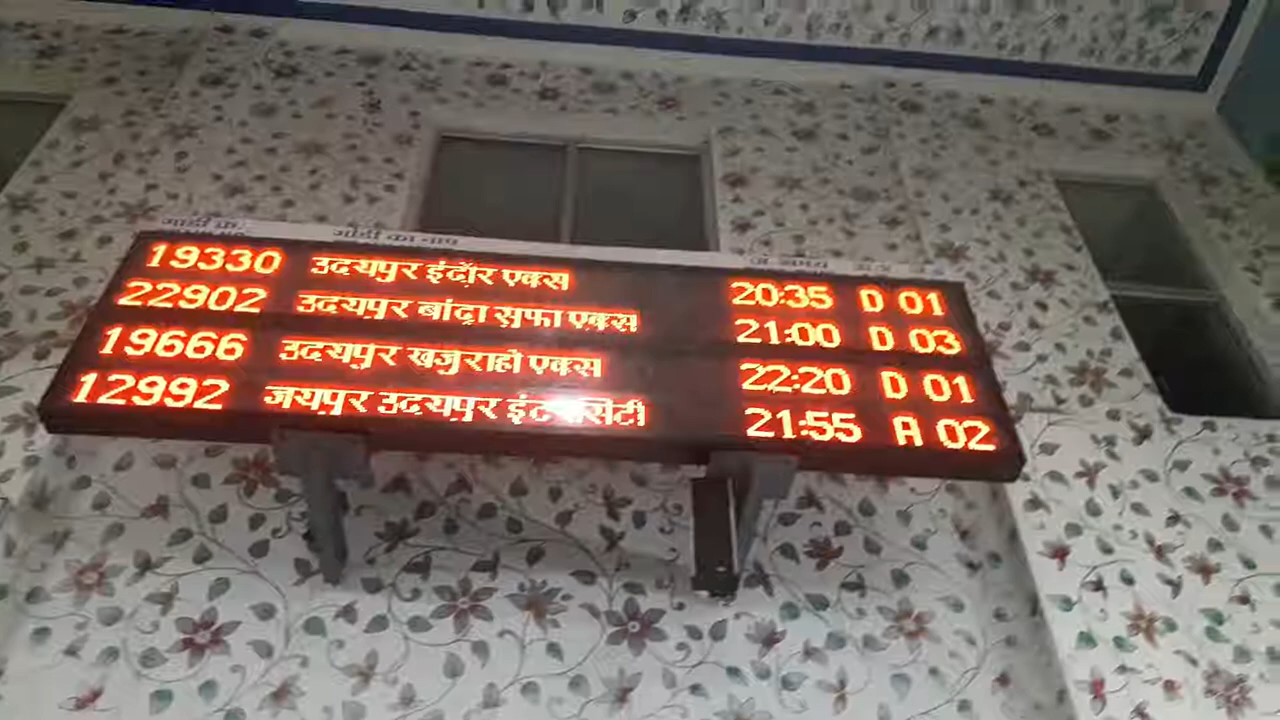 गाडी का नाम
19330 उदयपुर इंदौर एक्स 20:35 D 01
22902 उदयपुर बांद्रा सुफा एक्स 21:00 D 03
19666 उदयपुर खजुराहो एक्स 22:20 D 01
12992 जयपुर उदयपुर 21:55 A 02